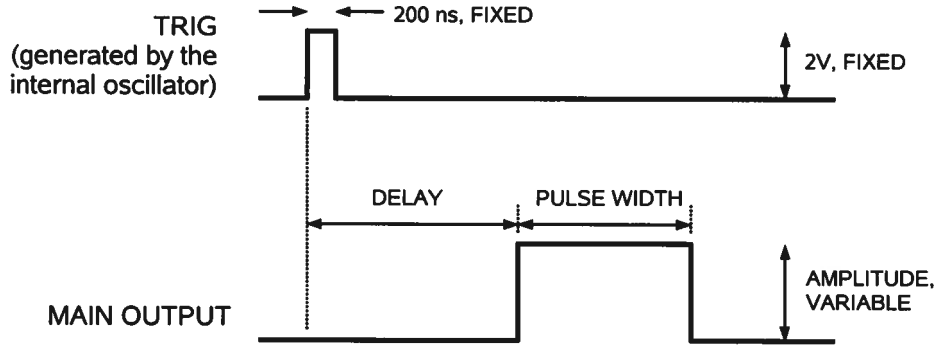 TRIG
(generated by the
internal oscillator)
200 ns, FIXED
2V, FIXED
DELAY
PULSE WIDTH
MAIN OUTPUT
AMPLITUDE,
VARIABLE